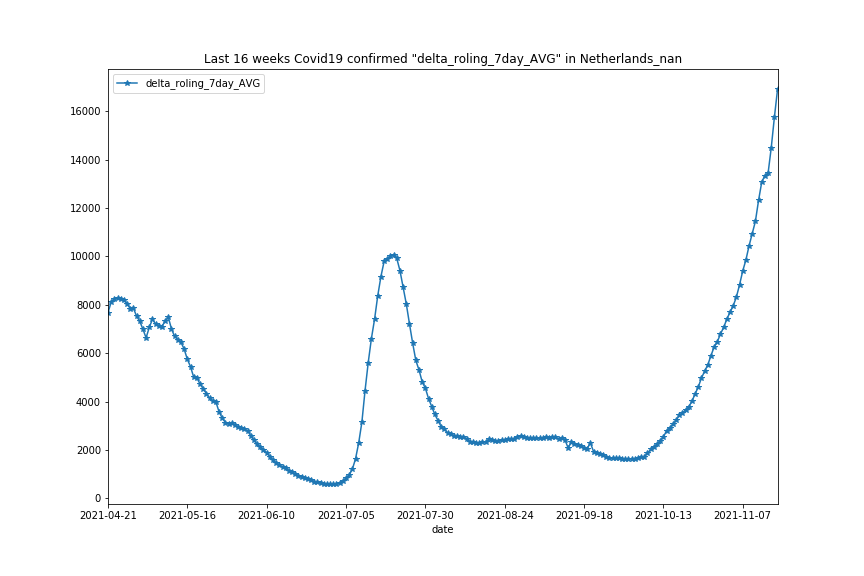 Last 16 weeks Covid19 confirmed "delta_roling_7day_AVG" in Netherlands_nan
delta_roling_7day_AVG
16000
14000
12000
10000
8000
6000
4000
2000
0
2021-04-21 2021-05-16 2021-06-10 2021-07-05 2021-07-30 2021-08-24 2021-09-18 2021-10-13 2021-11-07
date